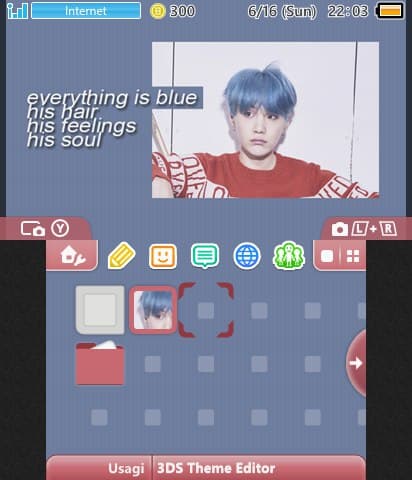 Internet 300 6/16 (Sun) 22:03
everything is blue
his hair
his feelings
his soul
Y L+R
Usagi 3DS Theme Editor